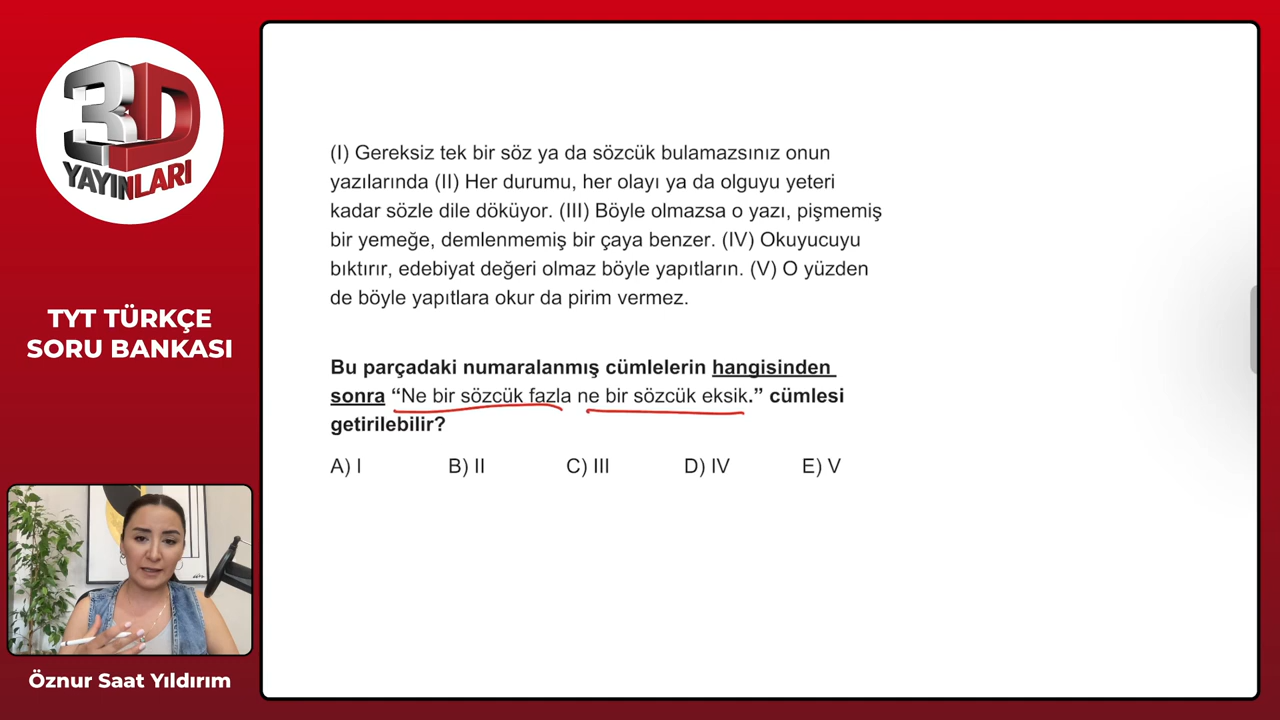 3D
YAYINLARI
TYT TÜRKÇE
SORU BANKASI
Öznur Saat Yıldırım
(I) Gereksiz tek bir söz ya da sözcük bulamazsınız onun
yazılarında (II) Her durumu, her olayı ya da olguyu yeteri
kadar sözle dile döküyor. (III) Böyle olmazsa o yazı, pişmemiş
bir yemeğe, demlenmemiş bir çaya benzer. (IV) Okuyucuyu
bıktırır, edebiyat değeri olmaz böyle yapıtların. (V) O yüzden
de böyle yapıtlara okur da pirim vermez.
Bu parçadaki numaralanmış cümlelerin hangisinden
sonra “Ne bir sözcük fazla ne bir sözcük eksik.” cümlesi
getirilebilir?
A) I B) II C) III D) IV E) V